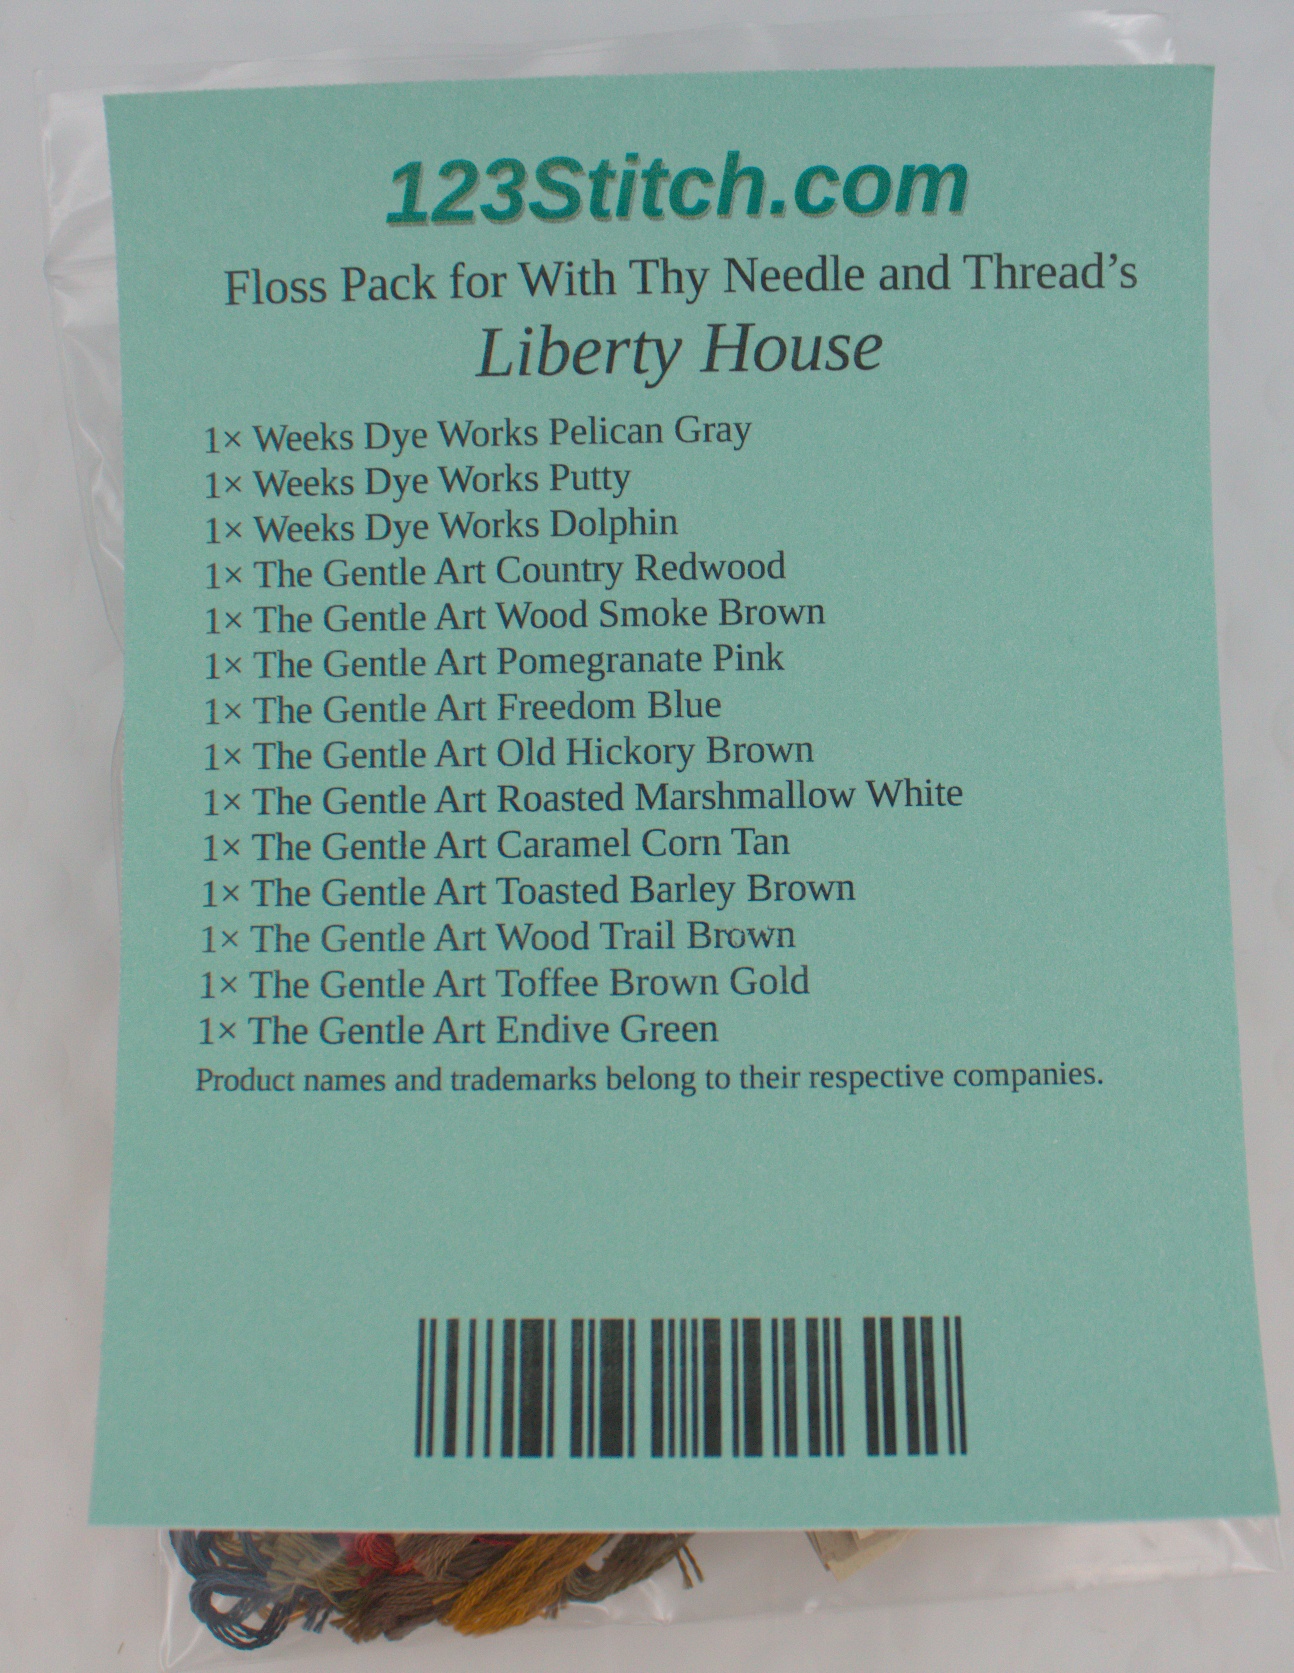 123Stitch.com
Floss Pack for With Thy Needle and Thread’s
Liberty House
1× Weeks Dye Works Pelican Gray
1× Weeks Dye Works Putty
1× Weeks Dye Works Dolphin
1× The Gentle Art Country Redwood
1× The Gentle Art Wood Smoke Brown
1× The Gentle Art Pomegranate Pink
1× The Gentle Art Freedom Blue
1× The Gentle Art Old Hickory Brown
1× The Gentle Art Roasted Marshmallow White
1× The Gentle Art Caramel Corn Tan
1× The Gentle Art Toasted Barley Brown
1× The Gentle Art Wood Trail Brown
1× The Gentle Art Toffee Brown Gold
1× The Gentle Art Endive Green
Product names and trademarks belong to their respective companies.